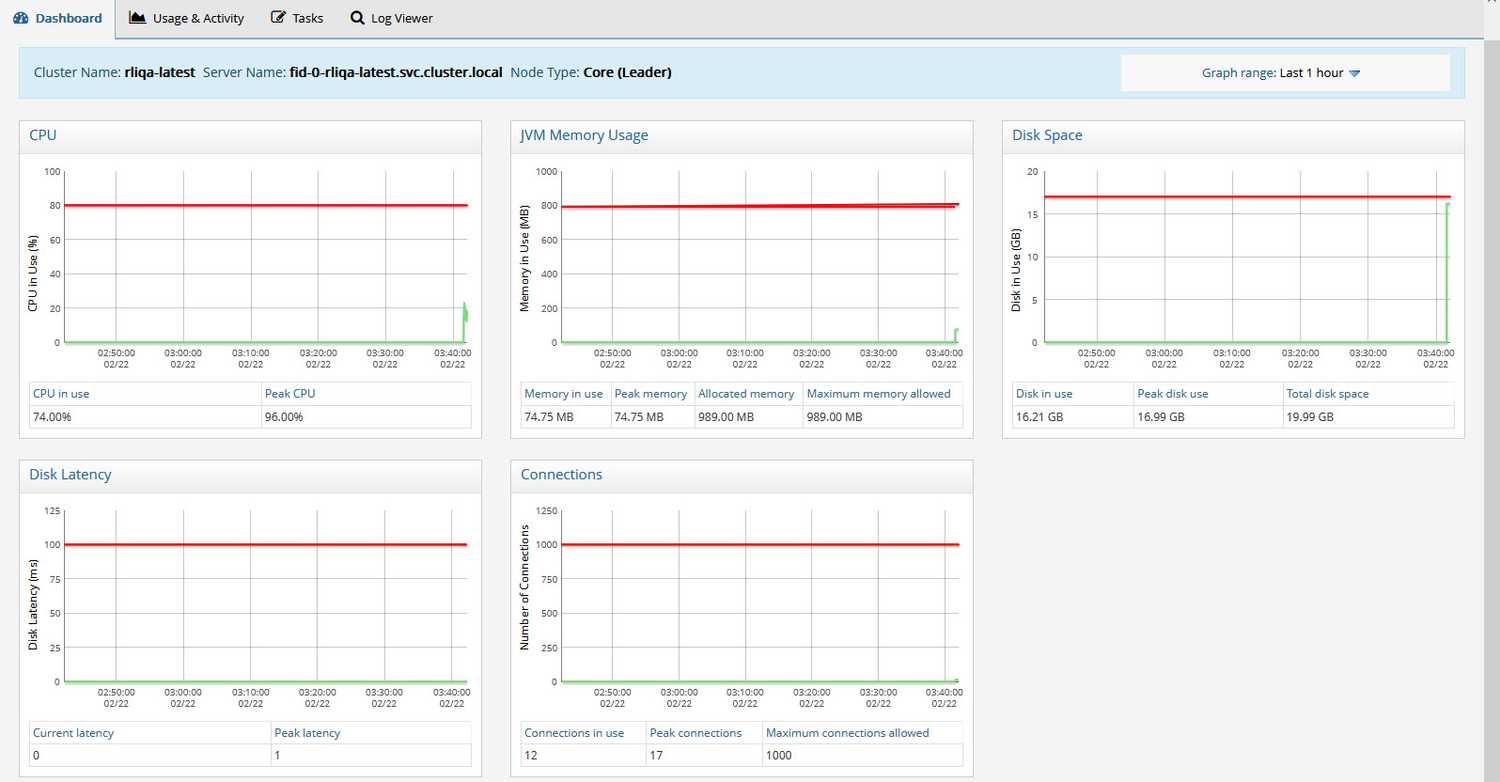 Dashboard Usage & Activity Tasks Log Viewer
Cluster Name: rliqa-latest Server Name: fid-0-rliqa-latest.svc.cluster.local Node Type: Core (Leader) Graph range: Last 1 hour
CPU
CPU in Use (%)
100
80
60
40
20
0
02:50:00 03:00:00 03:10:00 03:20:00 03:30:00 03:40:00
02/22 02/22 02/22 02/22 02/22 02/22
CPU in use Peak CPU
74.00% 96.00%
JVM Memory Usage
Memory in Use (MB)
1000
800
600
400
200
0
02:50:00 03:00:00 03:10:00 03:20:00 03:30:00 03:40:00
02/22 02/22 02/22 02/22 02/22 02/22
Memory in use Peak memory Allocated memory Maximum memory allowed
74.75 MB 74.75 MB 989.00 MB 989.00 MB
Disk Space
Disk in Use (GB)
20
15
10
5
0
02:50:00 03:00:00 03:10:00 03:20:00 03:30:00 03:40:00
02/22 02/22 02/22 02/22 02/22 02/22
Disk in use Peak disk use Total disk space
16.21 GB 16.99 GB 19.99 GB
Disk Latency
Disk Latency (ms)
125
100
75
50
25
0
02:50:00 03:00:00 03:10:00 03:20:00 03:30:00 03:40:00
02/22 02/22 02/22 02/22 02/22 02/22
Current latency Peak latency
0 1
Connections
Number of Connections
1250
1000
750
500
250
0
02:50:00 03:00:00 03:10:00 03:20:00 03:30:00 03:40:00
02/22 02/22 02/22 02/22 02/22 02/22
Connections in use Peak connections Maximum connections allowed
12 17 1000